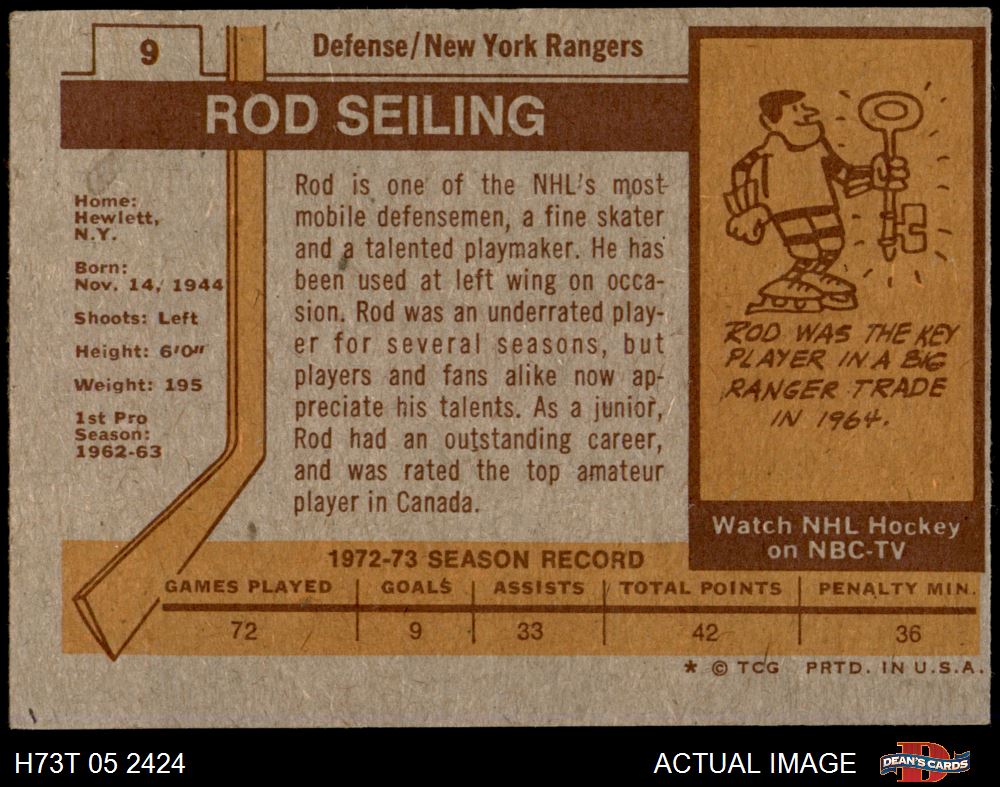 9
Defense/New York Rangers
ROD SEILING
Home:
Hewlett,
N.Y.
Born:
Nov. 14, 1944
Shoots: Left
Height: 6'0"
Weight: 195
1st Pro
Season:
1962-63
Rod is one of the NHL's most
mobile defensemen, a fine skater
and a talented playmaker. He has
been used at left wing on occa-
sion. Rod was an underrated play-
er for several seasons, but
players and fans alike now ap-
preciate his talents. As a junior,
Rod had an outstanding career,
and was rated the top amateur
player in Canada.
ROD WAS THE KEY
PLAYER IN A BIG
RANGER TRADE
IN 1964.
Watch NHL Hockey
on NBC-TV
1972-73 SEASON RECORD
GAMES PLAYED GOALS ASSISTS TOTAL POINTS PENALTY MIN.
72 9 33 42 36
* © TCG PRTD. IN U.S.A.
H73T 05 2424
ACTUAL IMAGE
D
DEAN'S CARDS